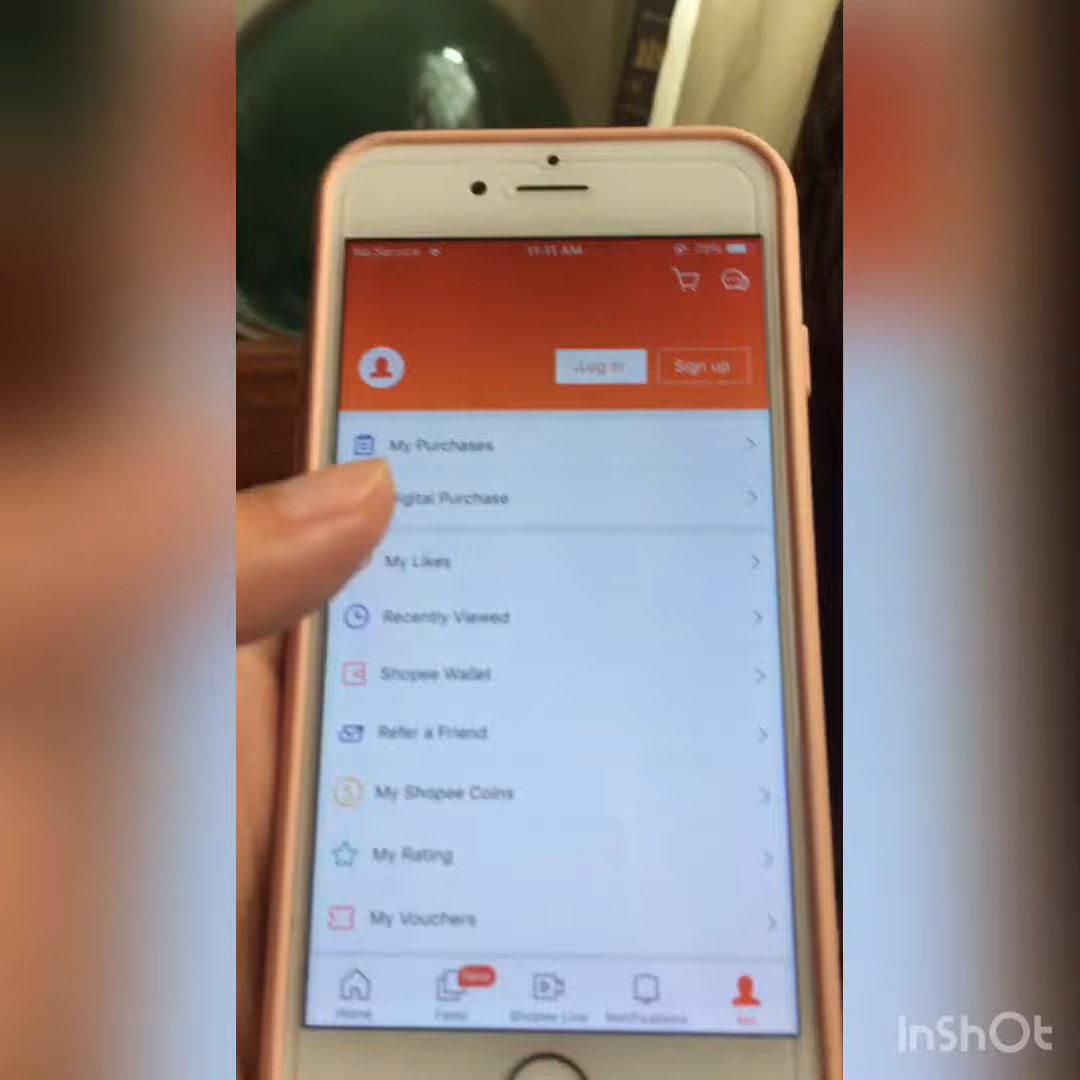 No Service 11:11 AM 76%
Log In Sign up
My Purchases
Digital Purchase
My Likes
Recently Viewed
Shopee Wallet
Refer a Friend
My Shopee Coins
My Rating
My Vouchers
New
Home Feed Shopee Live Notifications Me
InShOt